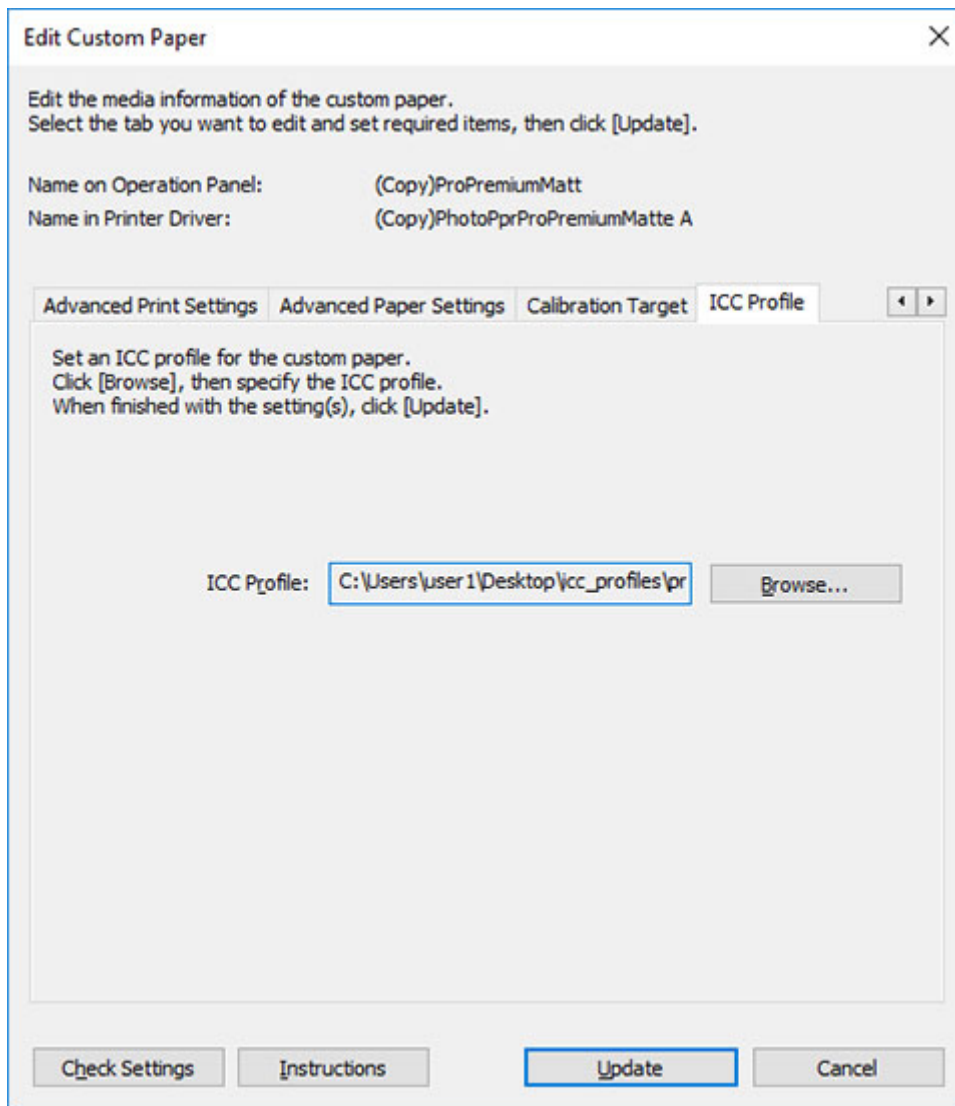 Edit Custom Paper
Edit the media information of the custom paper.
Select the tab you want to edit and set required items, then click [Update].
Name on Operation Panel: (Copy)ProPremiumMatt
Name in Printer Driver: (Copy)PhotoPprProPremiumMatte A
Advanced Print Settings Advanced Paper Settings Calibration Target ICC Profile
Set an ICC profile for the custom paper.
Click [Browse], then specify the ICC profile.
When finished with the setting(s), click [Update].
ICC Profile: C:\Users\user1\Desktop\icc_profiles\pr Browse...
Check Settings Instructions Update Cancel